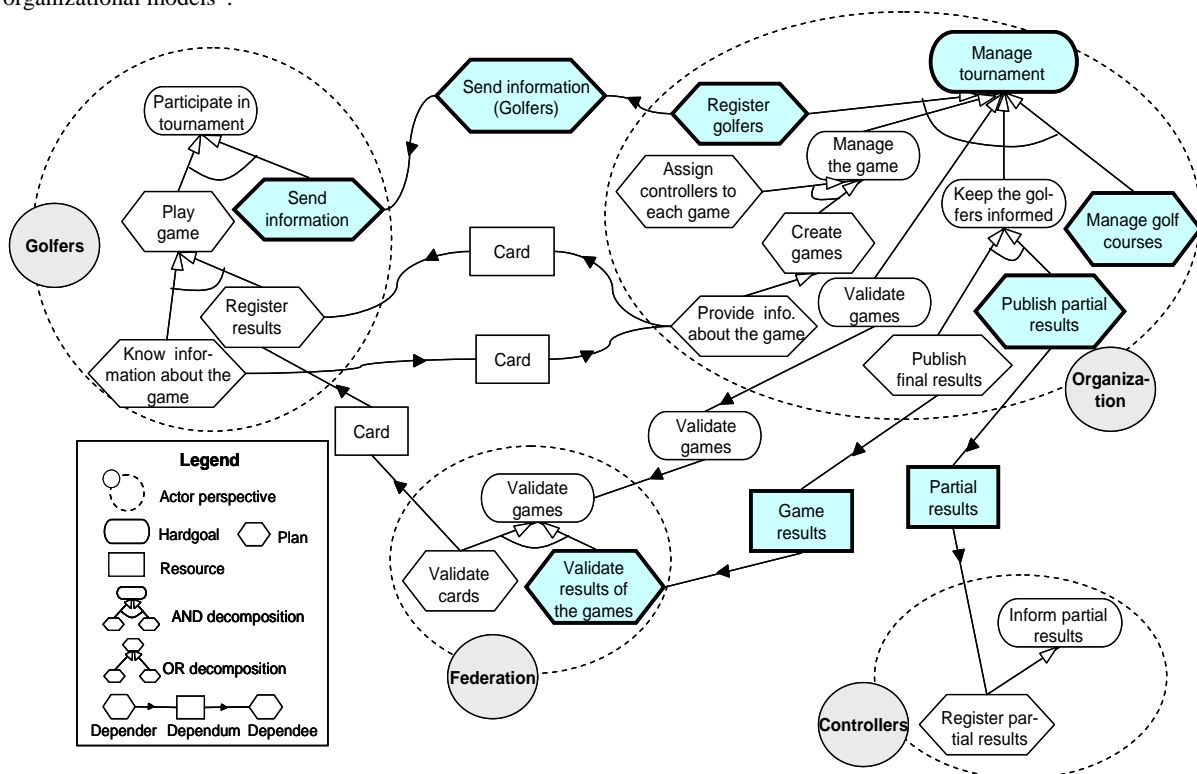 organizational models".
Participate in
tournament
Send information
(Golfers)
Register
golfers
Manage
tournament
Manage
the game
Assign
controllers to
each game
Keep the gol-
fers informed
Manage golf
courses
Play
game
Send
information
Golfers
Create
games
Card
Register
results
Provide info.
about the game
Validate
games
Publish partial
results
Know infor-
mation about the
game
Card
Publish
final results
Organiza-
tion
Card
Validate
games
Legend
Actor perspective
Hardgoal
Plan
Resource
AND decomposition
OR decomposition
Depender
Dependum
Dependee
Validate
games
Game
results
Partial
results
Validate
cards
Validate
results of
the games
Federation
Inform partial
results
Controllers
Register par-
tial results